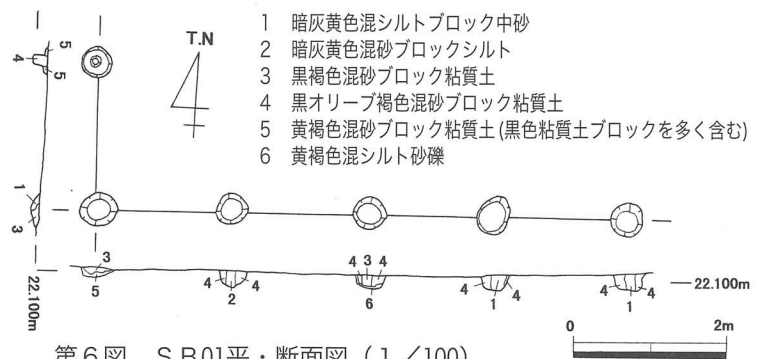 T.N
1 暗灰黄色混シルトブロック中砂
2 暗灰黄色混砂ブロックシルト
3 黒褐色混砂ブロック粘質土
4 黒オリーブ褐色混砂ブロック粘質土
5 黄褐色混砂ブロック粘質土(黒色粘質土ブロックを多く含む)
6 黄褐色混シルト砂礫
5
4
5
1
3
22.100m
3
5
4
2
4
4 3 4
6
4
1
4
4
1
4
22.100m
0
2m
第6図 SB01平・断面図(1/100)